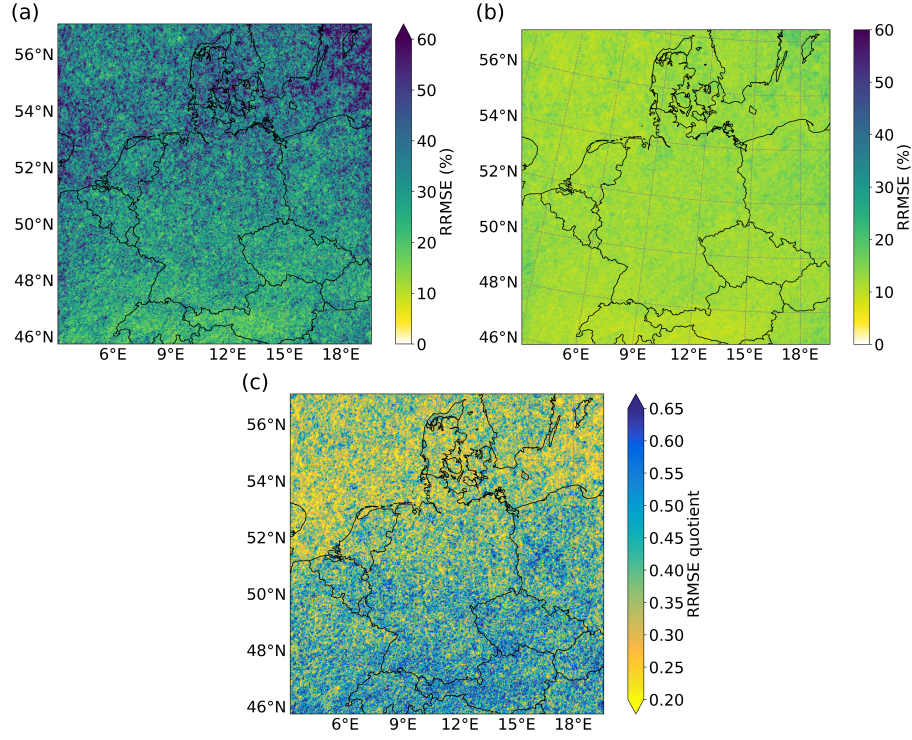 (a)
56°N
54°N
52°N
50°N
48°N
46°N
6°E 9°E 12°E 15°E 18°E
60
50
40
30
20
10
0
RRMSE (%)
(b)
56°N
54°N
52°N
50°N
48°N
46°N
6°E 9°E 12°E 15°E 18°E
60
50
40
30
20
10
0
RRMSE (%)
(c)
56°N
54°N
52°N
50°N
48°N
46°N
6°E 9°E 12°E 15°E 18°E
0.65
0.60
0.55
0.50
0.45
0.40
0.35
0.30
0.25
0.20
RRMSE quotient